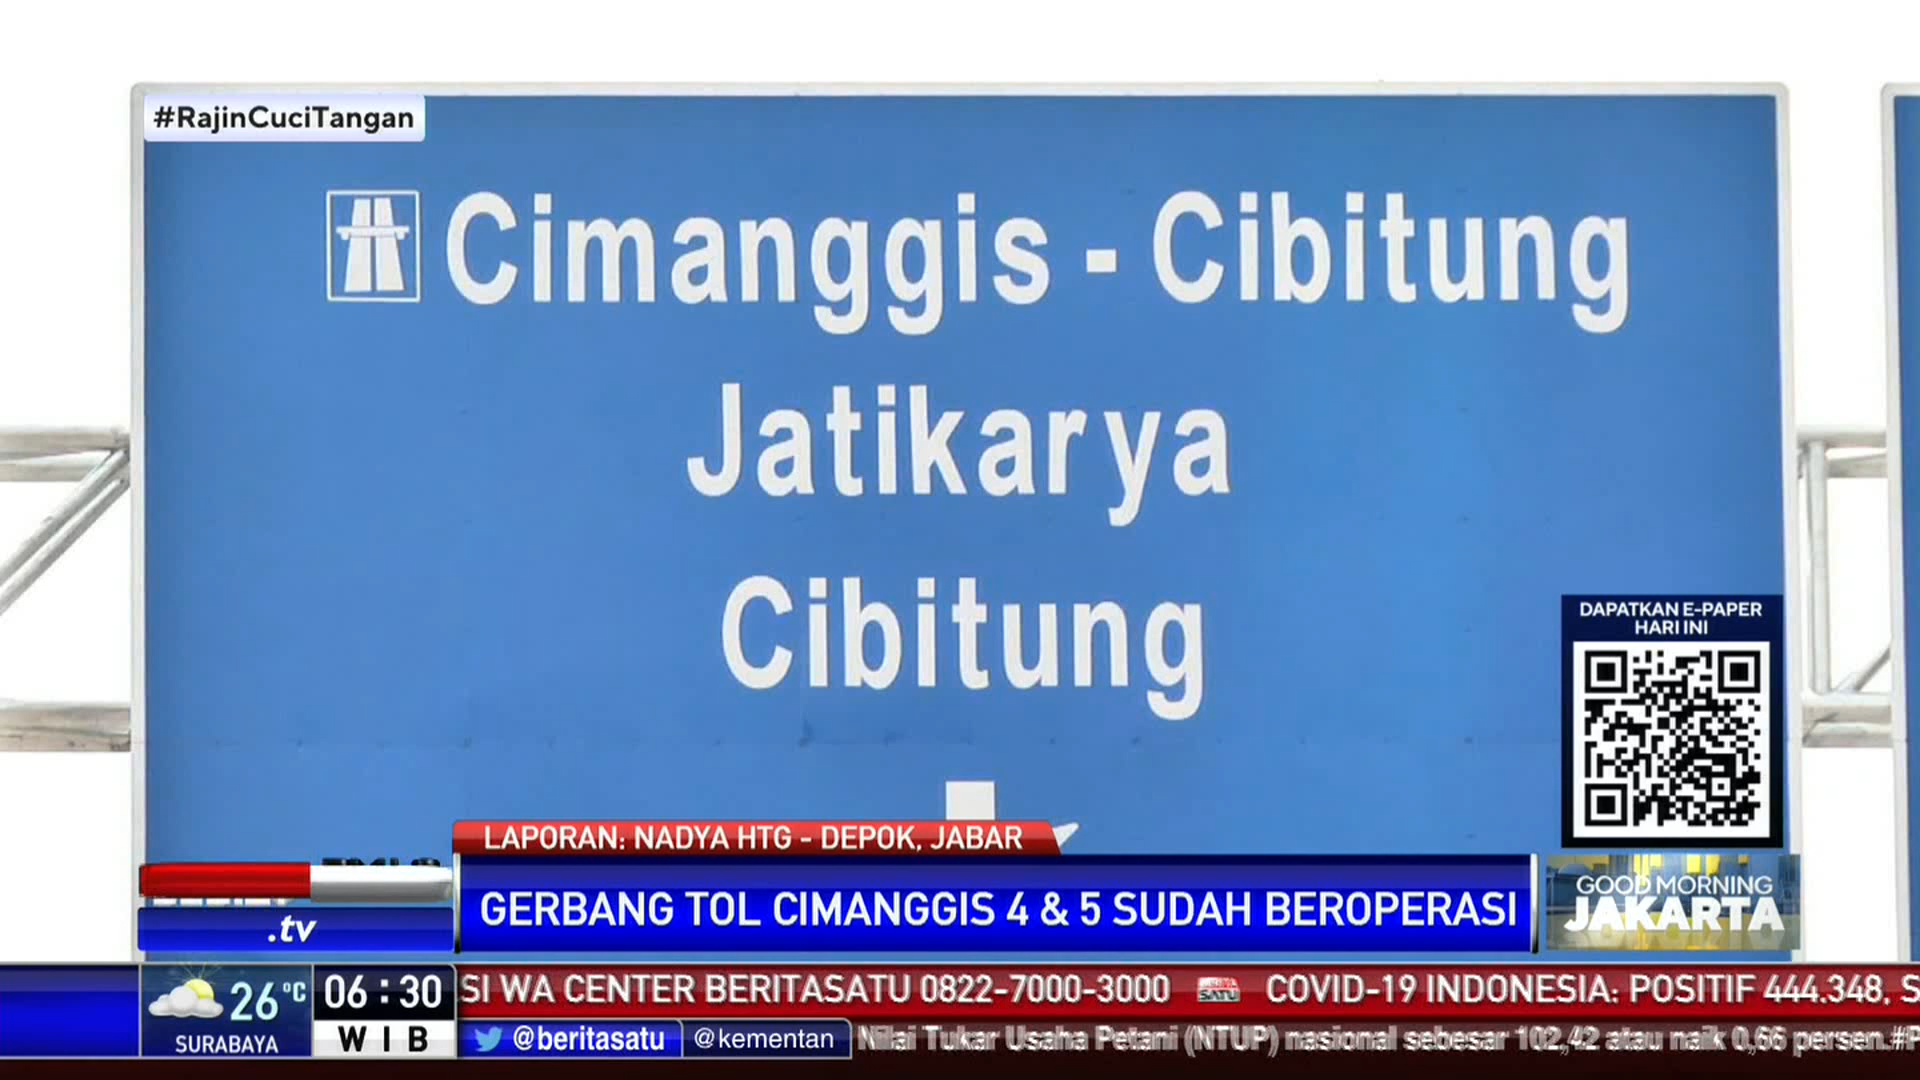 #RajinCuciTangan
Cimanggis - Cibitung
Jatikarya
Cibitung
DAPATKAN E-PAPER
HARI INI
LAPORAN: NADYA HTG - DEPOK, JABAR
GERBANG TOL CIMANGGIS 4 & 5 SUDAH BEROPERASI
.tv
GOOD MORNING
JAKARTA
26°C
SURABAYA
06:30
WIB
SI WA CENTER BERITASATU 0822-7000-3000
COVID-19 INDONESIA: POSITIF 444.348, S
@beritasatu
@kementan
Nilai Tukar Usaha Petani (NTUP) nasional sebesar 102,42 atau naik 0,66 persen.#P